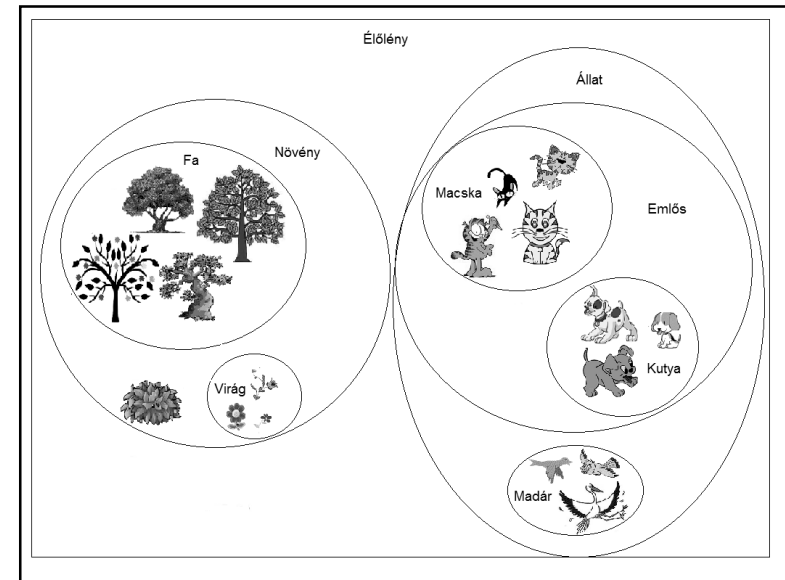 Élőlény
Állat
Növény
Fa
Macska
Emlős
Kutya
Virág
Madár